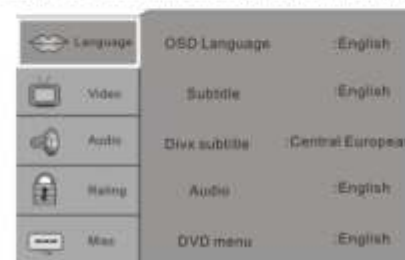 Language
OSD Language :English
Video
Subtitle :English
Audio
Divx subtitle :Central Europea
Rating
Audio :English
Misc
DVD menu :English